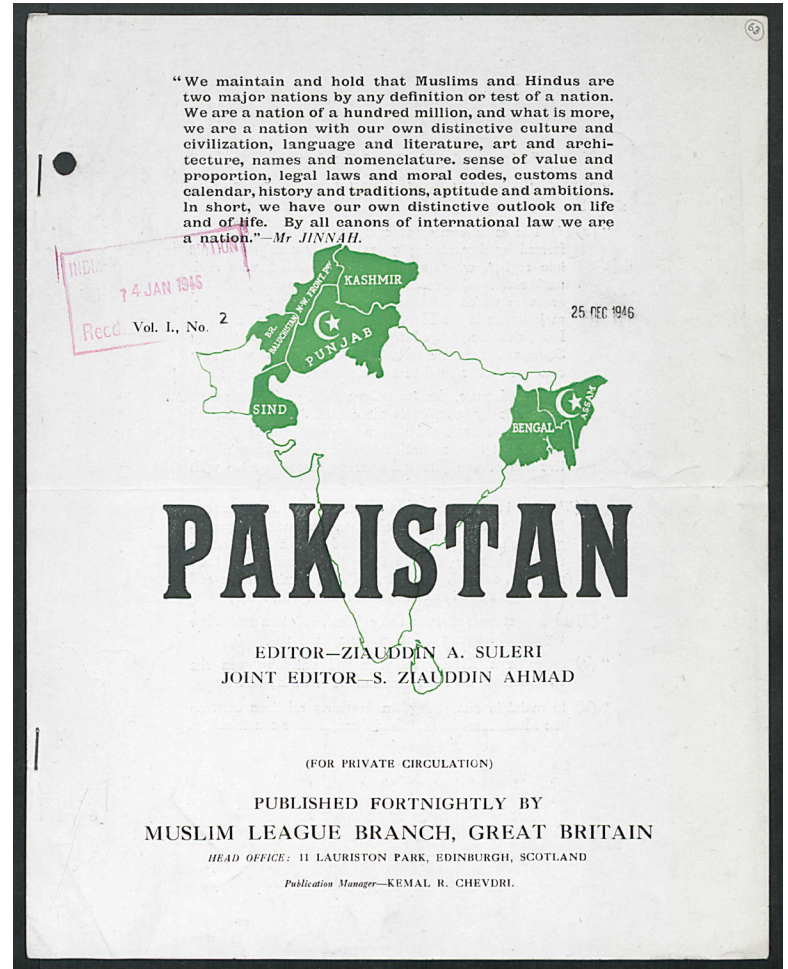 63
“We maintain and hold that Muslims and Hindus are
two major nations by any definition or test of a nation.
We are a nation of a hundred million, and what is more,
we are a nation with our own distinctive culture and
civilization, language and literature, art and archi-
tecture, names and nomenclature. sense of value and
proportion, legal laws and moral codes, customs and
calendar, history and traditions, aptitude and ambitions.
In short, we have our own distinctive outlook on life
and of life. By all canons of international law we are
a nation.”—Mr JINNAH.
14 JAN 1946
Recd
Vol. I., No. 2
25 DEC 1946
KASHMIR
N-W. FRONT. P
BR.
BALUCHISTAN
PUNJAB
SIND
BENGAL
ASSAM
PAKISTAN
EDITOR—ZIAUDDIN A. SULERI
JOINT EDITOR—S. ZIAUDDIN AHMAD
(FOR PRIVATE CIRCULATION)
PUBLISHED FORTNIGHTLY BY
MUSLIM LEAGUE BRANCH, GREAT BRITAIN
HEAD OFFICE: 11 LAURISTON PARK, EDINBURGH, SCOTLAND
Publication Manager—KEMAL R. CHEVDRI.